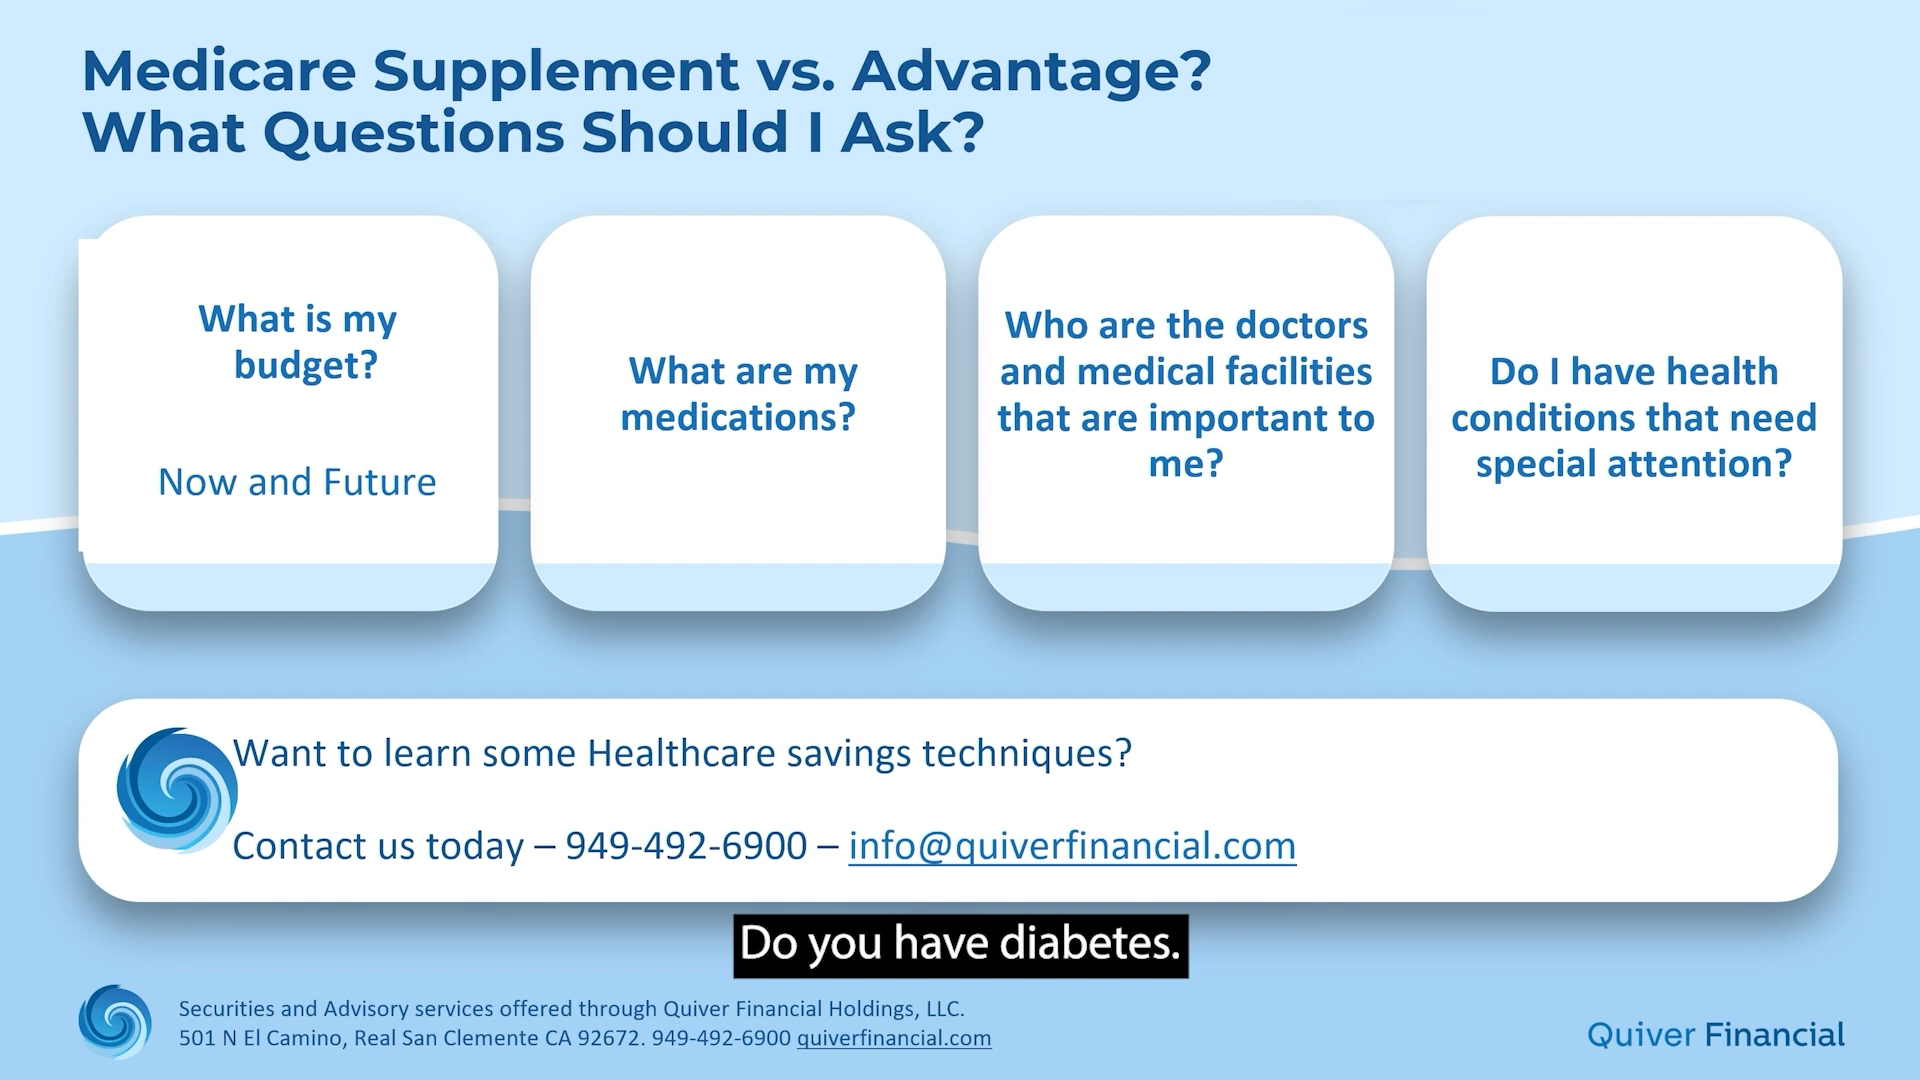 Medicare Supplement vs. Advantage?
What Questions Should I Ask?
What is my
budget?
Now and Future
What are my
medications?
Who are the doctors
and medical facilities
that are important to
me?
Do I have health
conditions that need
special attention?
Want to learn some Healthcare savings techniques?
Contact us today – 949-492-6900 – info@quiverfinancial.com
Do you have diabetes.
Securities and Advisory services offered through Quiver Financial Holdings, LLC.
501 N El Camino, Real San Clemente CA 92672. 949-492-6900 quiverfinancial.com
Quiver Financial